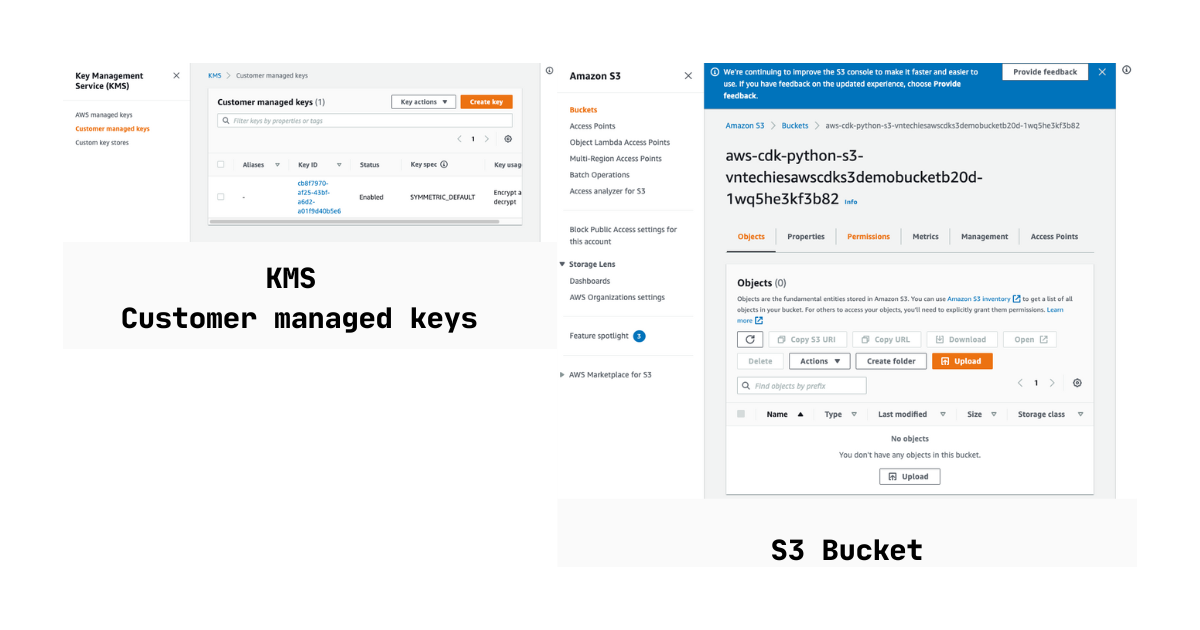 Key Management
Service (KMS)
AWS managed keys
Customer managed keys
Custom key stores
KMS > Customer managed keys
Customer managed keys (1)
Key actions
Create key
Filter keys by properties or tags
1
Aliases Key ID Status Key spec Key usag
- cb8f7970-
af25-43bf-
a6d2-
a01f9d40b5e6
Enabled SYMMETRIC_DEFAULT Encrypt a
decrypt
KMS
Customer managed keys
Amazon S3
Buckets
Access Points
Object Lambda Access Points
Multi-Region Access Points
Batch Operations
Access analyzer for S3
Block Public Access settings for
this account
Storage Lens
Dashboards
AWS Organizations settings
Feature spotlight 3
AWS Marketplace for S3
We're continuing to improve the S3 console to make it faster and easier to
use. If you have feedback on the updated experience, choose Provide
feedback.
Provide feedback
Amazon S3 > Buckets > aws-cdk-python-s3-vntechiesawscdks3demobucketb20d-1wq5he3kf3b82
aws-cdk-python-s3-
vntechiesawscdks3demobucketb20d-
1wq5he3kf3b82 Info
Objects Properties Permissions Metrics Management Access Points
Objects (0)
Objects are the fundamental entities stored in Amazon S3. You can use Amazon S3 inventory to get a list of all
objects in your bucket. For others to access your objects, you'll need to explicitly grant them permissions. Learn
more
Copy S3 URI Copy URL Download Open
Delete Actions Create folder Upload
Find objects by prefix
1
Name Type Last modified Size Storage class
No objects
You don't have any objects in this bucket.
Upload
S3 Bucket